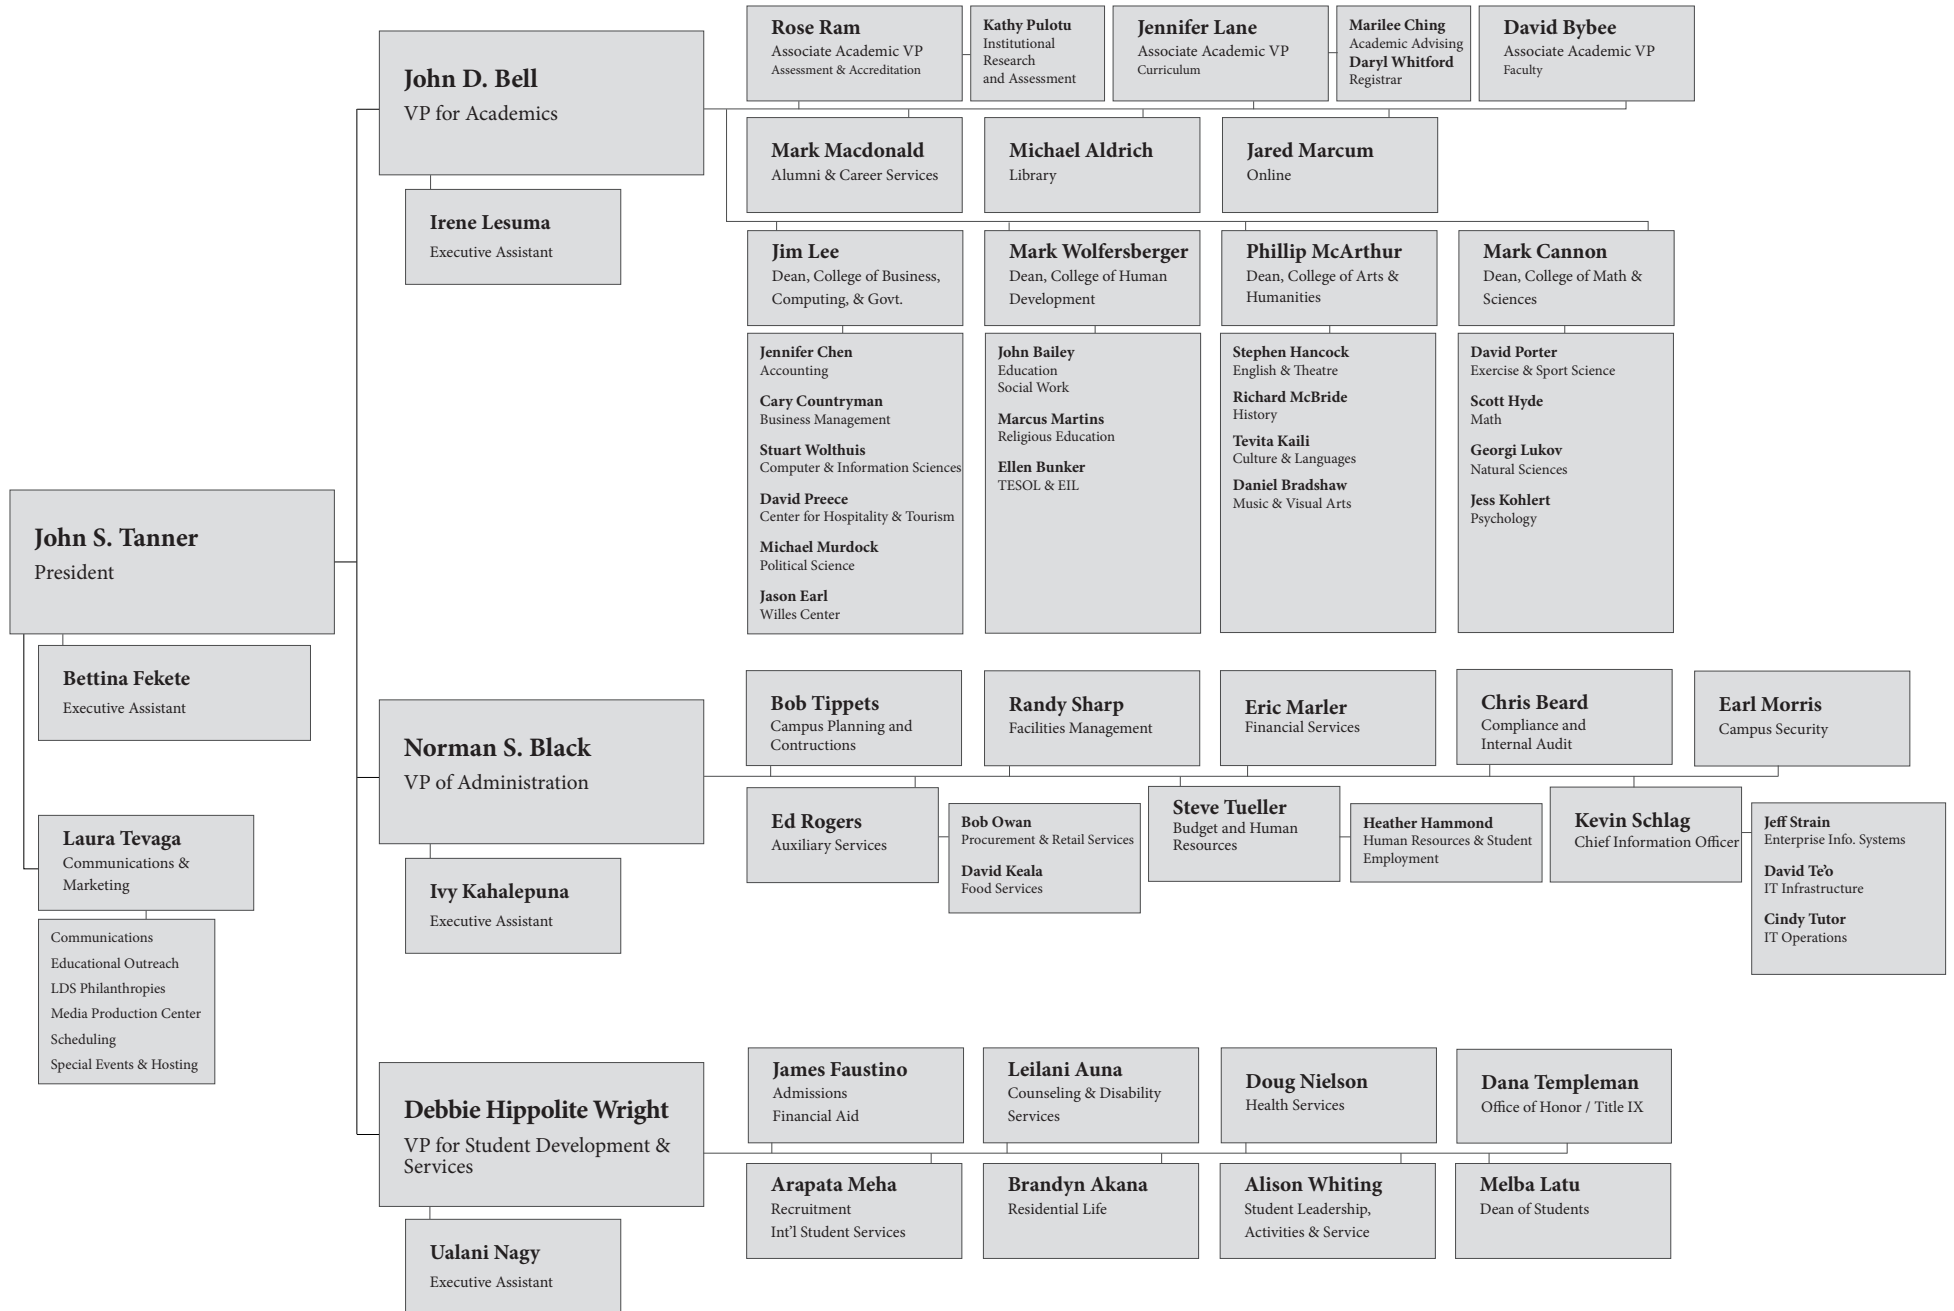 John S. Tanner
President
Bettina Fekete
Executive Assistant
Laura Tevaga
Communications &
Marketing
Communications
Educational Outreach
LDS Philanthropies
Media Production Center
Scheduling
Special Events & Hosting
John D. Bell
VP for Academics
Irene Lesuma
Executive Assistant
Rose Ram
Associate Academic VP
Assessment & Accreditation
Kathy Pulotu
Institutional
Research
and Assessment
Jennifer Lane
Associate Academic VP
Curriculum
Marilee Ching
Academic Advising
Daryl Whitford
Registrar
David Bybee
Associate Academic VP
Faculty
Mark Macdonald
Alumni & Career Services
Michael Aldrich
Library
Jared Marcum
Online
Jim Lee
Dean, College of Business,
Computing, & Govt.
Mark Wolfersberger
Dean, College of Human
Development
Phillip McArthur
Dean, College of Arts &
Humanities
Mark Cannon
Dean, College of Math &
Sciences
Jennifer Chen
Accounting
Cary Countryman
Business Management
Stuart Wolthuis
Computer & Information Sciences
David Preece
Center for Hospitality & Tourism
Michael Murdock
Political Science
Jason Earl
Willes Center
John Bailey
Education
Social Work
Marcus Martins
Religious Education
Ellen Bunker
TESOL & EIL
Stephen Hancock
English & Theatre
Richard McBride
History
Tevita Kaili
Culture & Languages
Daniel Bradshaw
Music & Visual Arts
David Porter
Exercise & Sport Science
Scott Hyde
Math
Georgi Lukov
Natural Sciences
Jess Kohlert
Psychology
Norman S. Black
VP of Administration
Ivy Kahalepuna
Executive Assistant
Bob Tippets
Campus Planning and
Contructions
Randy Sharp
Facilities Management
Eric Marler
Financial Services
Chris Beard
Compliance and
Internal Audit
Earl Morris
Campus Security
Ed Rogers
Auxiliary Services
Bob Owan
Procurement & Retail Services
David Keala
Food Services
Steve Tueller
Budget and Human
Resources
Heather Hammond
Human Resources & Student
Employment
Kevin Schlag
Chief Information Officer
Jeff Strain
Enterprise Info. Systems
David Te'o
IT Infrastructure
Cindy Tutor
IT Operations
Debbie Hippolite Wright
VP for Student Development &
Services
Ualani Nagy
Executive Assistant
James Faustino
Admissions
Financial Aid
Leilani Auna
Counseling & Disability
Services
Doug Nielson
Health Services
Dana Templeman
Office of Honor / Title IX
Arapata Meha
Recruitment
Int'l Student Services
Brandyn Akana
Residential Life
Alison Whiting
Student Leadership,
Activities & Service
Melba Latu
Dean of Students